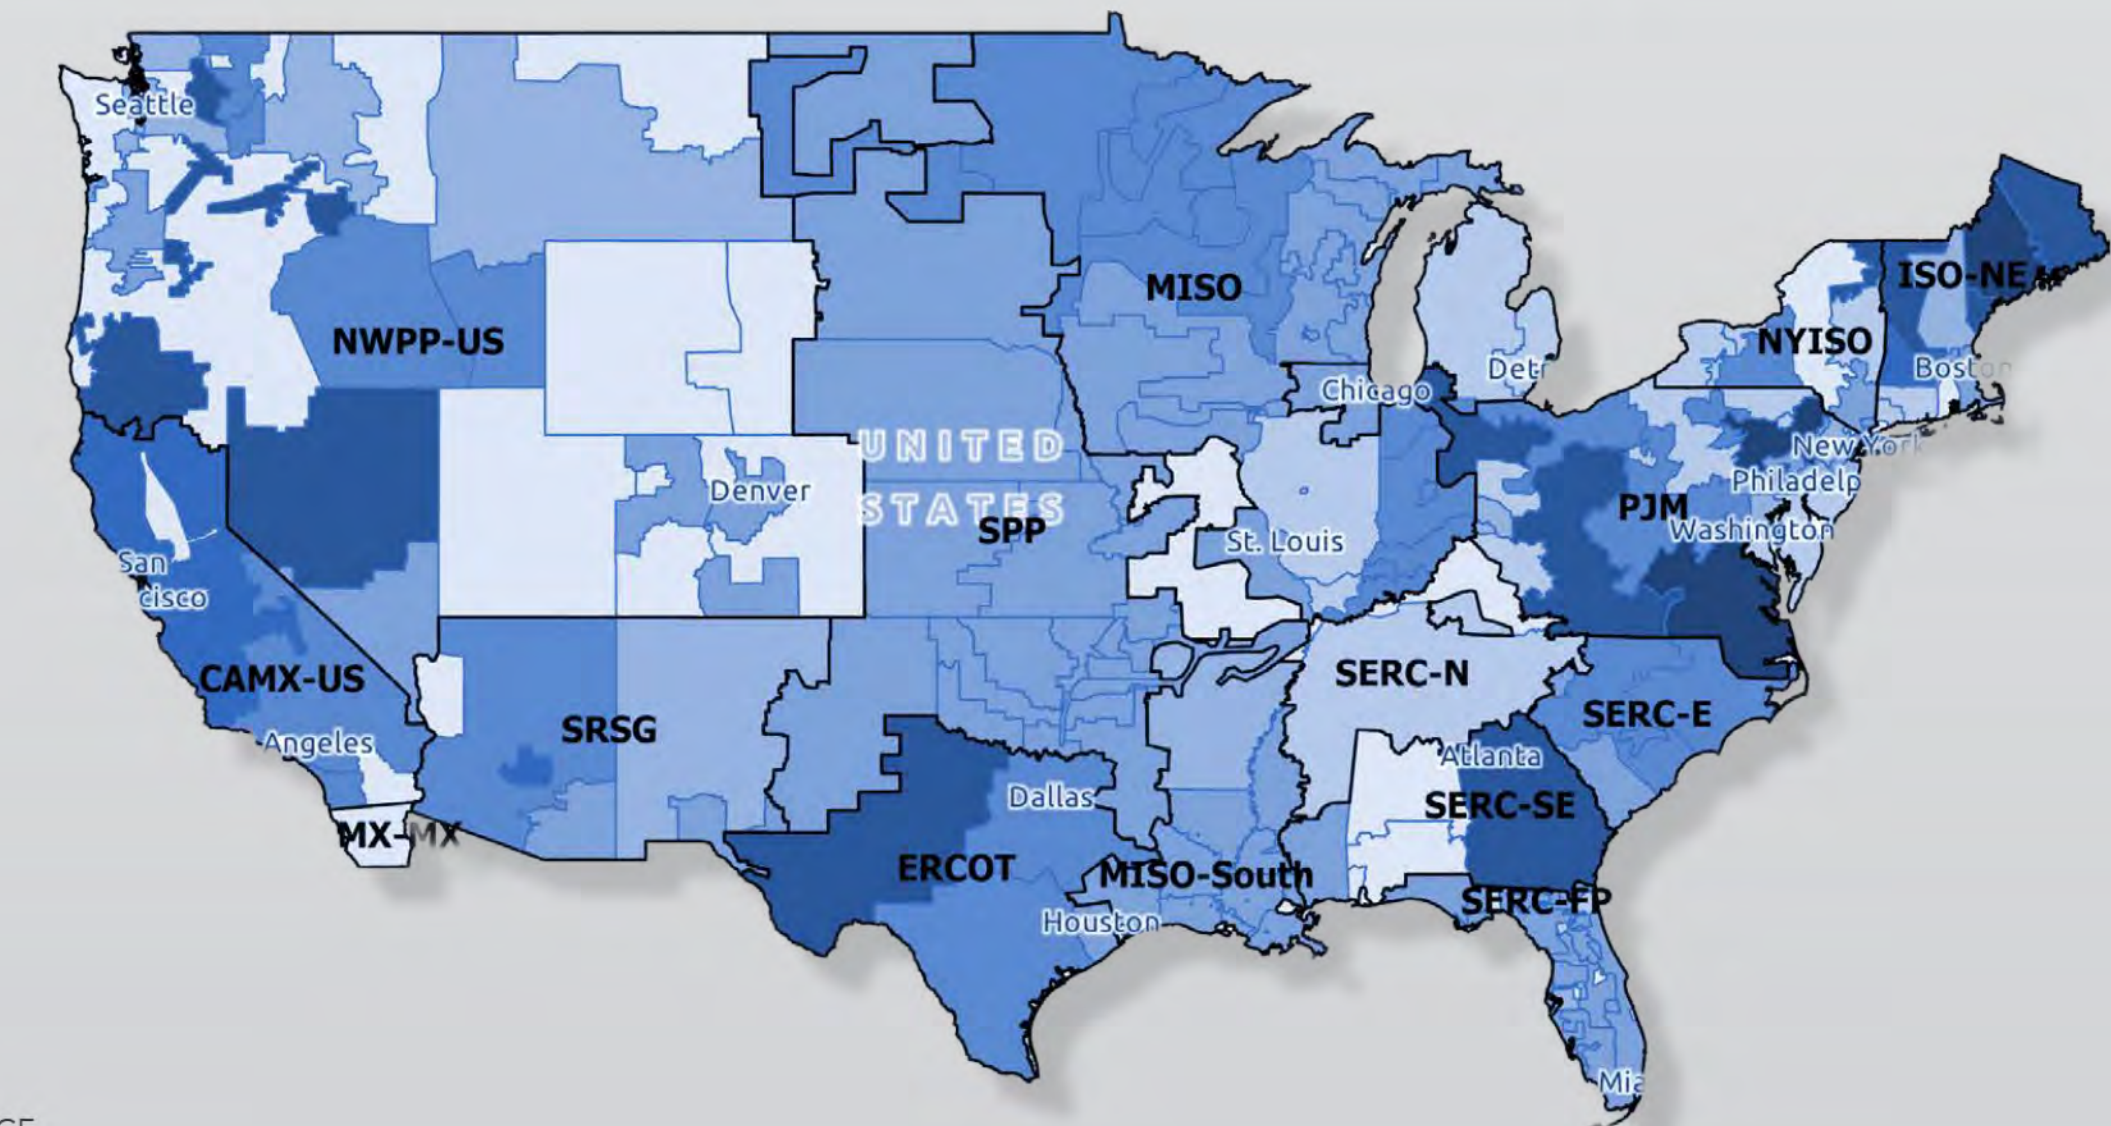 Seattle
MISO
ISO-NE
NWPP-US
NYISO
Detr
Boston
Chicago
UNITED
STATES
New York
Denver
Philadelp
PJM
SPP
Washington
St. Louis
San
cisco
CAMX-US
SERC-N
SRSG
SERC-E
Angeles
Atlanta
Dallas
SERC-SE
MX-MX
ERCOT
MISO-South
SERC-FP
Houston
Mia